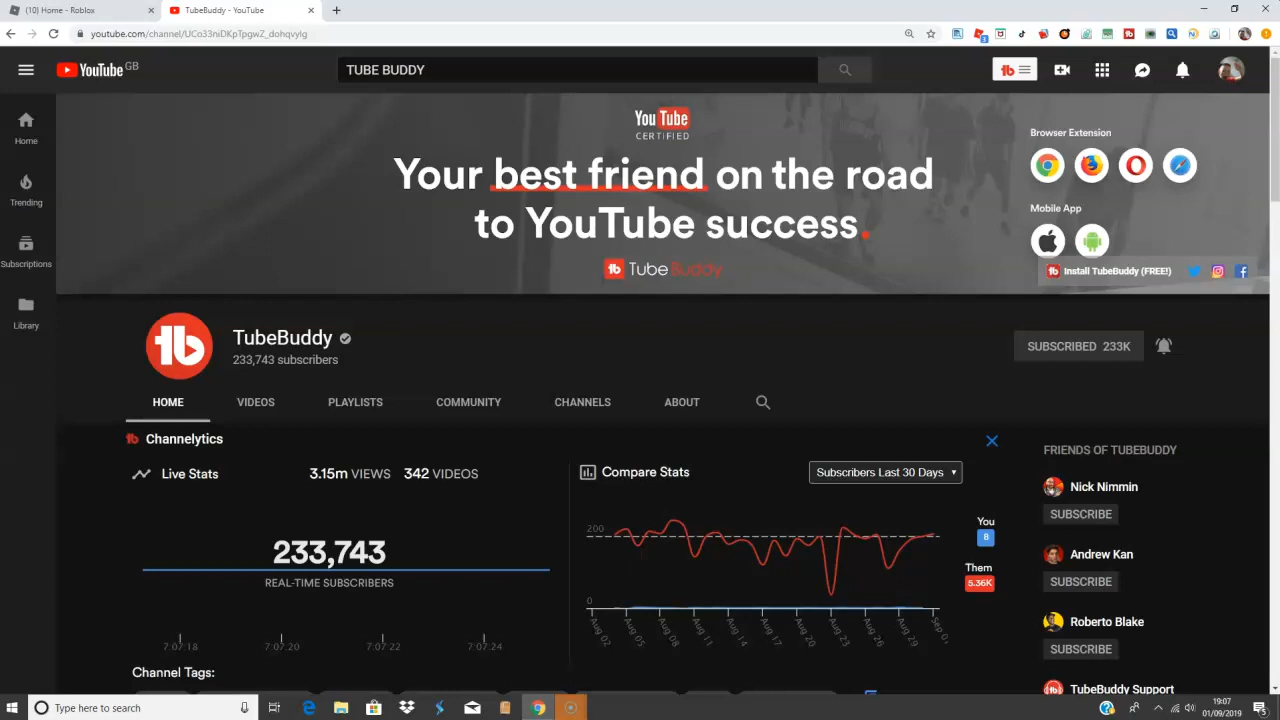 (10) Home - Roblox
TubeBuddy - YouTube
youtube.com/channel/UCo33niDKpTpgwZ_dohqvylg
3
YouTube GB
TUBE BUDDY
Home
Trending
Subscriptions
Library
You Tube
CERTIFIED
Your best friend on the road
to YouTube success.
TubeBuddy
Browser Extension
Mobile App
Install TubeBuddy (FREE!)
TubeBuddy
233,743 subscribers
SUBSCRIBED 233K
HOME
VIDEOS
PLAYLISTS
COMMUNITY
CHANNELS
ABOUT
Channelytics
Live Stats
3.15m VIEWS 342 VIDEOS
233,743
REAL-TIME SUBSCRIBERS
7:07:18
7:07:20
7:07:22
7:07:24
Channel Tags:
Compare Stats
Subscribers Last 30 Days
200
0
Aug 02
Aug 05
Aug 08
Aug 11
Aug 14
Aug 17
Aug 20
Aug 23
Aug 26
Aug 29
You
8
Them
5.36K
FRIENDS OF TUBEBUDDY
Nick Nimmin
SUBSCRIBE
Andrew Kan
SUBSCRIBE
Roberto Blake
SUBSCRIBE
TubeBuddy Support
Type here to search
19:07
01/09/2019